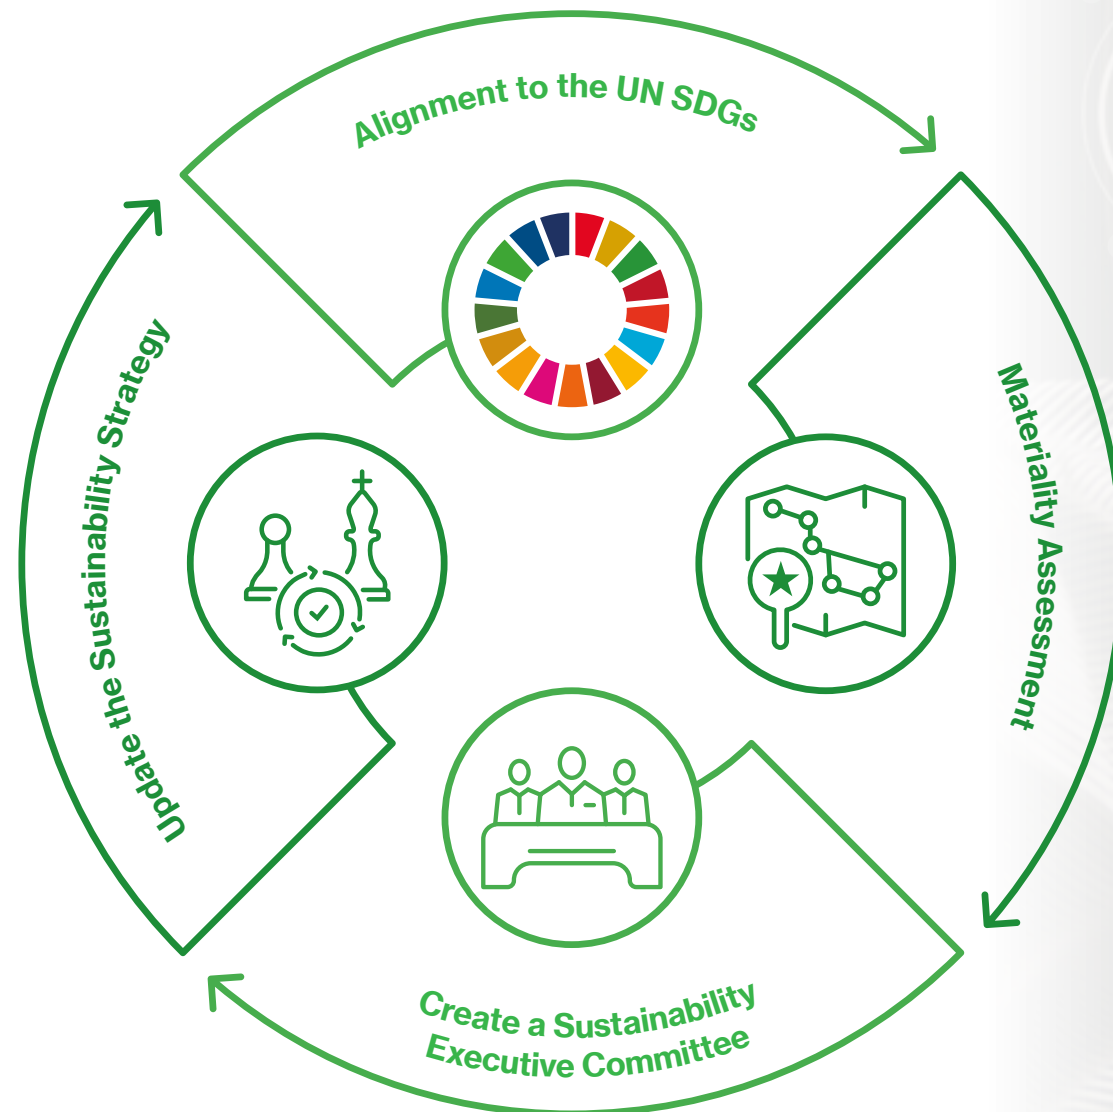 Alignment to the UN SDGs
Materiality Assessment
Create a Sustainability
Executive Committee
Update the Sustainability Strategy